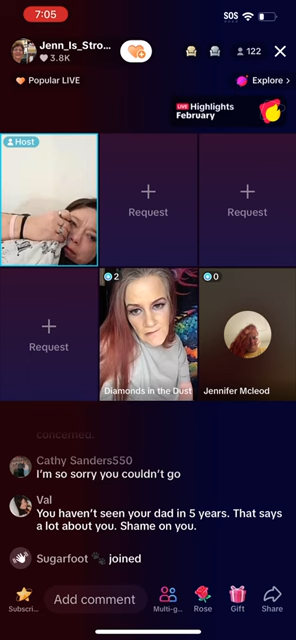 7:05
SOS
Jenn_Is_Stro...
3.8K
122
Popular LIVE
Explore >
LIVE Highlights
February
Host
Request
Request
Request
2
Diamonds in the Dust
0
Jennifer Mcleod
concerned.
Cathy Sanders550
I'm so sorry you couldn't go
Val
You haven't seen your dad in 5 years. That says
a lot about you. Shame on you.
Sugarfoot 🐾 joined
Subscri...
Add comment
Multi-g...
Rose
Gift
Share